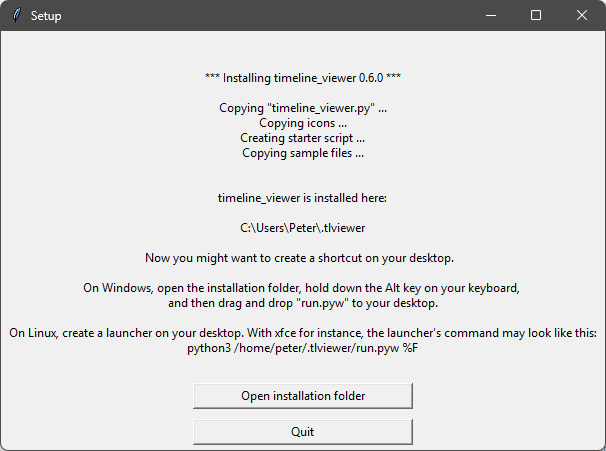 Setup
*** Installing timeline_viewer 0.6.0 ***
Copying "timeline_viewer.py" ...
Copying icons ...
Creating starter script ...
Copying sample files ...
timeline_viewer is installed here:
C:\Users\Peter\.tlviewer
Now you might want to create a shortcut on your desktop.
On Windows, open the installation folder, hold down the Alt key on your keyboard,
and then drag and drop "run.pyw" to your desktop.
On Linux, create a launcher on your desktop. With xfce for instance, the launcher's command may look like this:
python3 /home/peter/.tlviewer/run.pyw %F
Open installation folder
Quit